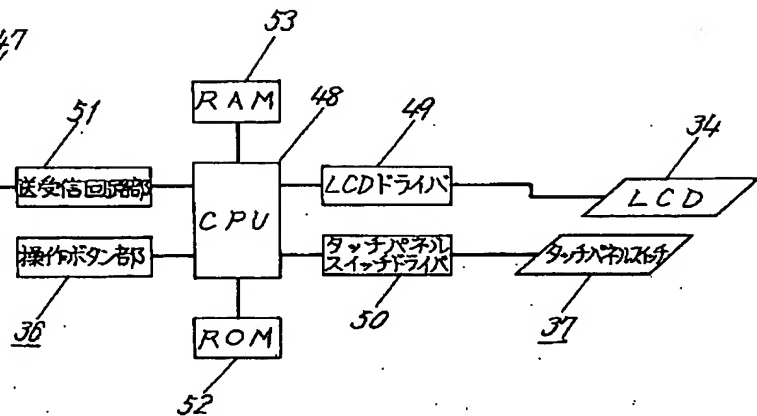 47
53
RAM
51
48
49
34
送受信回路部
CPU
LCDドライバ
LCD
操作ボタン部
タッチパネル
スイッチドライバ
タッチパネルスイッチ
36
50
37
ROM
52